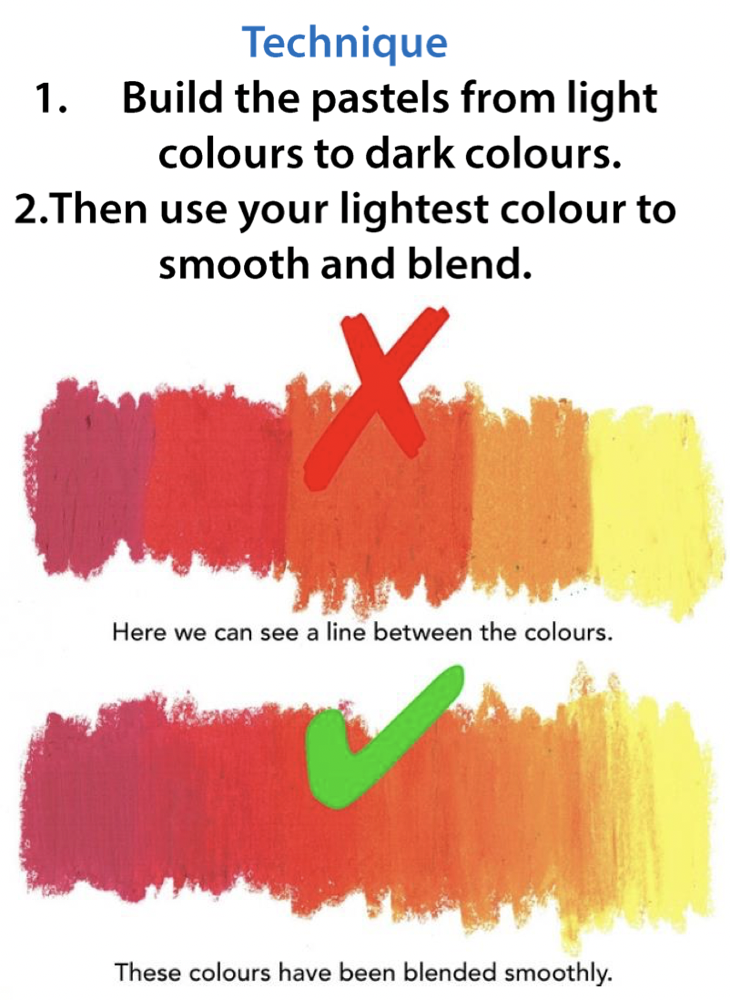 Technique
1. Build the pastels from light
colours to dark colours.
2.Then use your lightest colour to
smooth and blend.
Here we can see a line between the colours.
These colours have been blended smoothly.